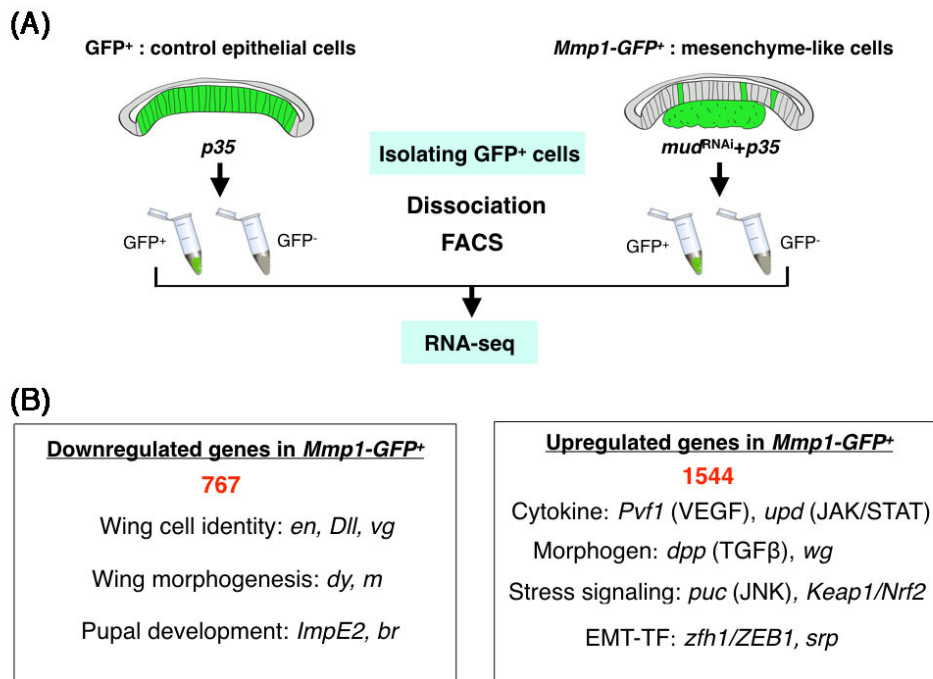 (A)
GFP⁺ : control epithelial cells
Mmp1-GFP⁺ : mesenchyme-like cells
p35
mudᴿᴺᴬⁱ+p35
Isolating GFP⁺ cells
Dissociation
FACS
GFP⁺
GFP⁻
GFP⁺
GFP⁻
RNA-seq
(B)
Downregulated genes in Mmp1-GFP⁺
767
Wing cell identity: en, Dll, vg
Wing morphogenesis: dy, m
Pupal development: ImpE2, br
Upregulated genes in Mmp1-GFP⁺
1544
Cytokine: Pvf1 (VEGF), upd (JAK/STAT)
Morphogen: dpp (TGFβ), wg
Stress signaling: puc (JNK), Keap1/Nrf2
EMT-TF: zfh1/ZEB1, srp